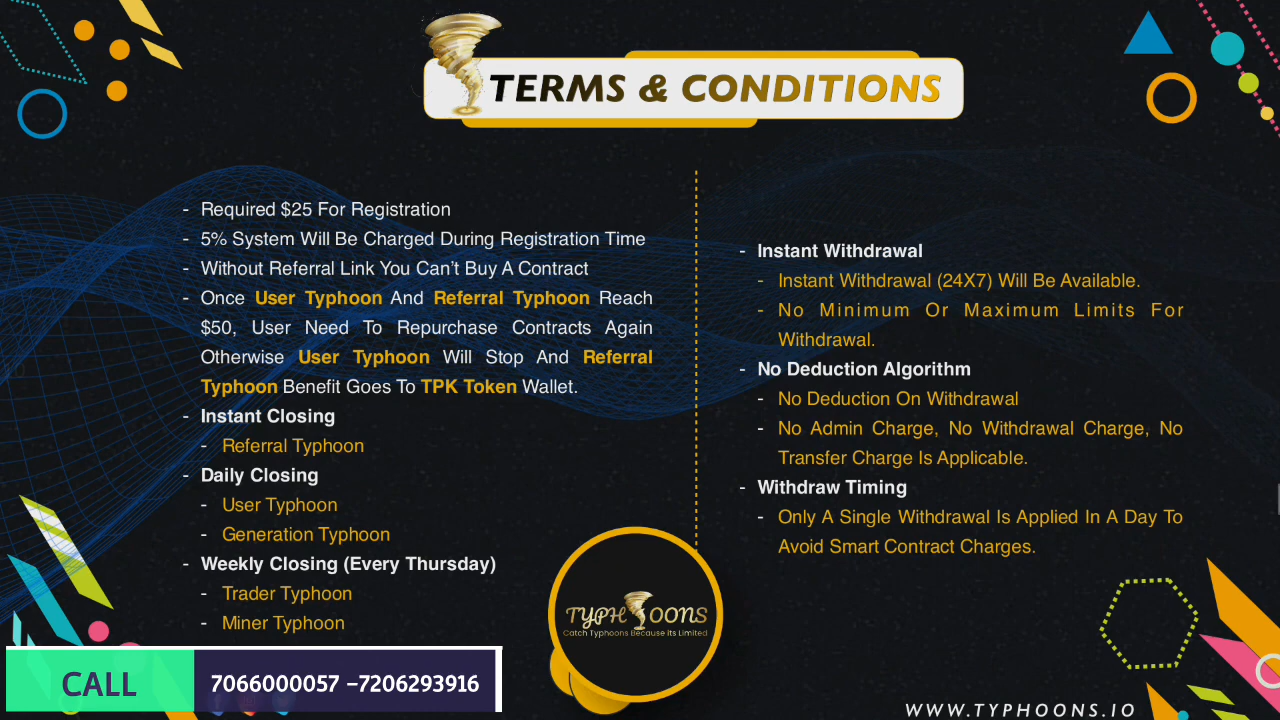 TERMS & CONDITIONS
- Required $25 For Registration
- 5% System Will Be Charged During Registration Time
- Without Referral Link You Can't Buy A Contract
- Once User Typhoon And Referral Typhoon Reach
$50, User Need To Repurchase Contracts Again
Otherwise User Typhoon Will Stop And Referral
Typhoon Benefit Goes To TPK Token Wallet.
- Instant Closing
- Referral Typhoon
- Daily Closing
- User Typhoon
- Generation Typhoon
- Weekly Closing (Every Thursday)
- Trader Typhoon
- Miner Typhoon
- Instant Withdrawal
- Instant Withdrawal (24X7) Will Be Available.
- No Minimum Or Maximum Limits For
Withdrawal.
- No Deduction Algorithm
- No Deduction On Withdrawal
- No Admin Charge, No Withdrawal Charge, No
Transfer Charge Is Applicable.
- Withdraw Timing
- Only A Single Withdrawal Is Applied In A Day To
Avoid Smart Contract Charges.
TYPHOONS
Catch Typhoons Because its Limited
CALL 7066000057 –7206293916
WWW.TYPHOONS.IO